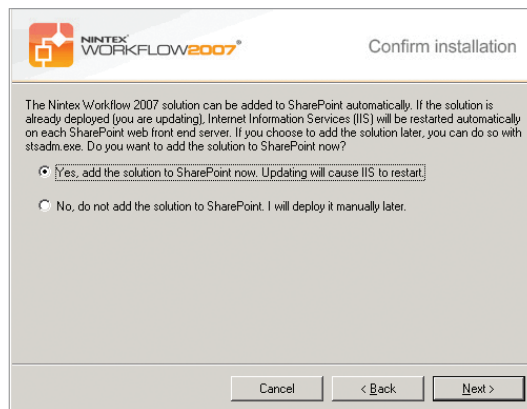 NINTEX®
WORKFLOW2007®
Confirm installation
The Nintex Workflow 2007 solution can be added to SharePoint automatically. If the solution is
already deployed (you are updating), Internet Information Services (IIS) will be restarted automatically
on each SharePoint web front end server. If you choose to add the solution later, you can do so with
stsadm.exe. Do you want to add the solution to SharePoint now?
Yes, add the solution to SharePoint now. Updating will cause IIS to restart.
No, do not add the solution to SharePoint. I will deploy it manually later.
Cancel < Back Next >